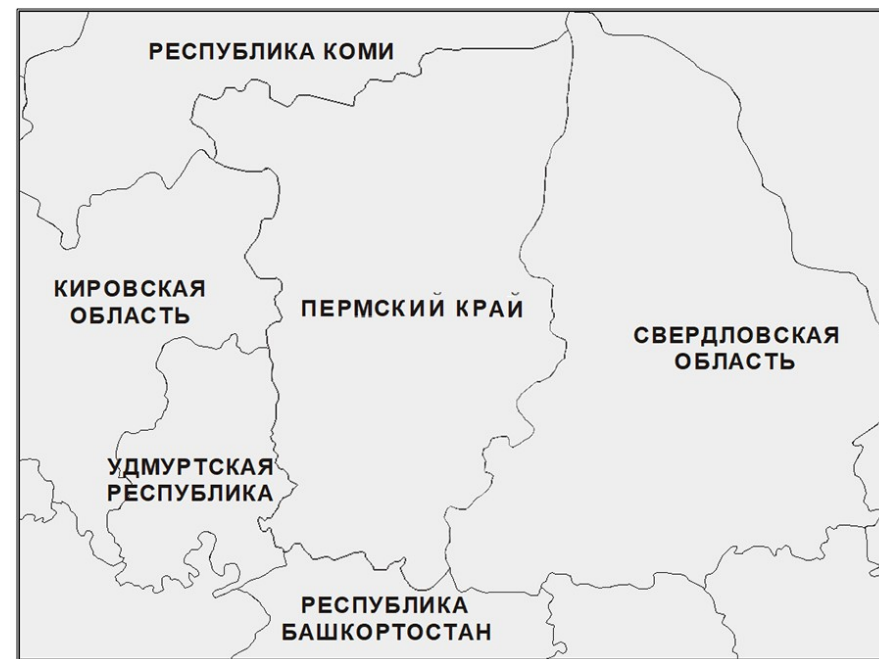 РЕСПУБЛИКА КОМИ
КИРОВСКАЯ
ОБЛАСТЬ
ПЕРМСКИЙ КРАЙ
СВЕРДЛОВСКАЯ
ОБЛАСТЬ
УДМУРТСКАЯ
РЕСПУБЛИКА
РЕСПУБЛИКА
БАШКОРТОСТАН